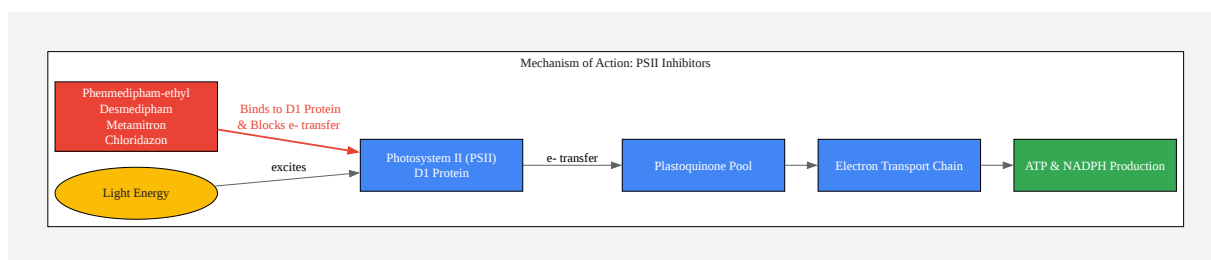 Mechanism of Action: PSII Inhibitors
Phenmedipham-ethyl
Desmedipham
Metamitron
Chloridazon
Binds to D1 Protein
& Blocks e- transfer
Light Energy
excites
Photosystem II (PSII)
D1 Protein
e- transfer
Plastoquinone Pool
Electron Transport Chain
ATP & NADPH Production